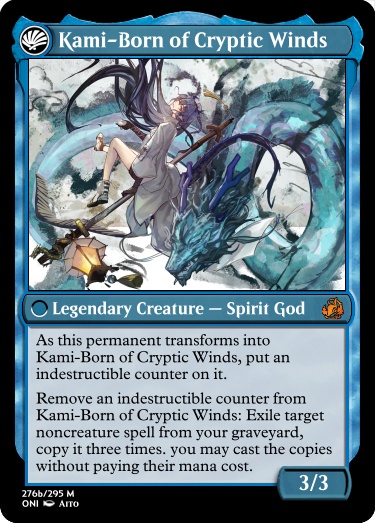 Kami-Born of Cryptic Winds
Legendary Creature — Spirit God
As this permanent transforms into
Kami-Born of Cryptic Winds, put an
indestructible counter on it.
Remove an indestructible counter from
Kami-Born of Cryptic Winds: Exile target
noncreature spell from your graveyard,
copy it three times. you may cast the copies
without paying their mana cost.
3/3
276b/295 M
ONI Aito